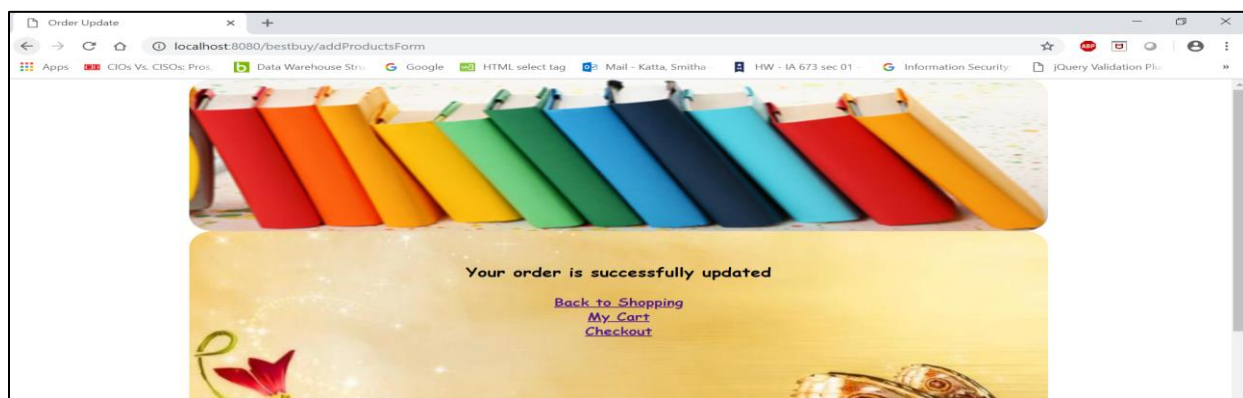 Order Update
localhost:8080/bestbuy/addProductsForm
ABP
Apps CIOs Vs. CISOs: Pros. Data Warehouse Stru Google HTML select tag Mail - Katta, Smitha HW - IA 673 sec 01 - Information Security jQuery Validation Plu
Your order is successfully updated
Back to Shopping
My Cart
Checkout